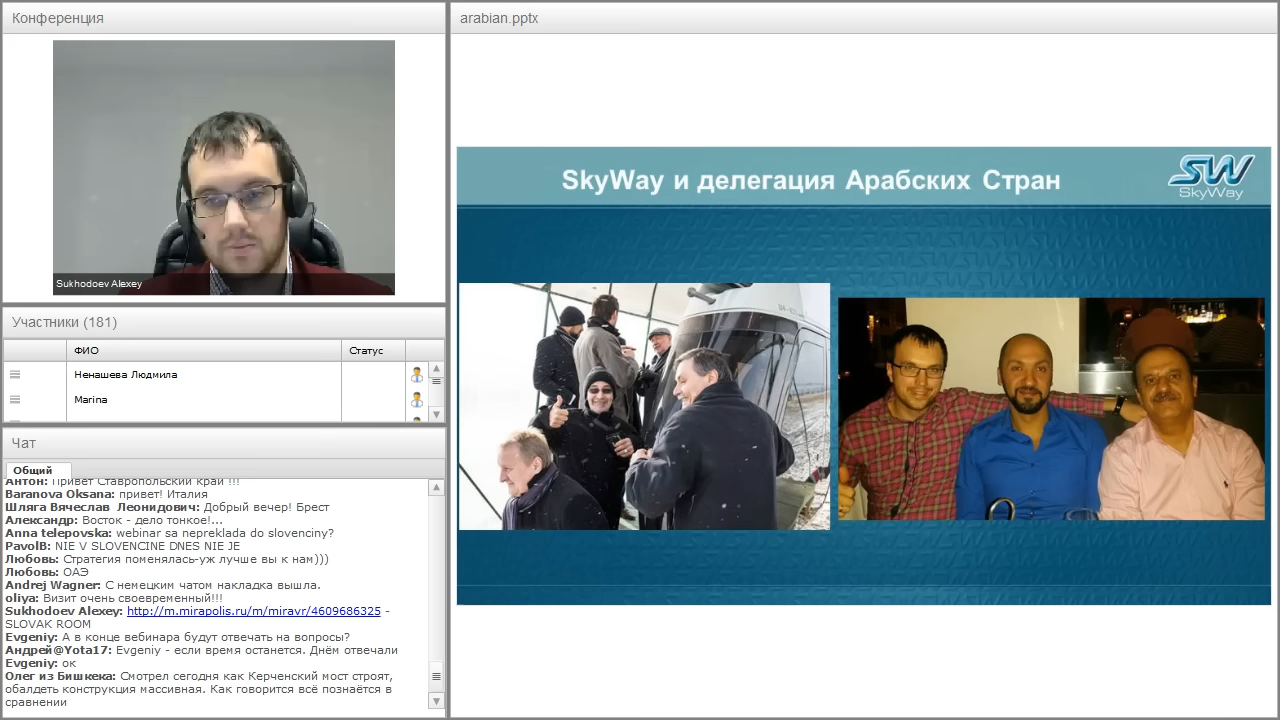 Конференция
Sukhodoev Alexey
Участники (181)
ФИО
Статус
Ненашева Людмила
Marina
Чат
Общий
Антон: Привет Ставропольский край !!!
Baranova Oksana: привет! Италия
Шляга Вячеслав Леонидович: Добрый вечер! Брест
Александр: Восток - дело тонкое!...
Anna telepovska: webinar sa nepreklada do slovenciny?
PavolB: NIE V SLOVENCINE DNES NIE JE
Любовь: Стратегия поменялась-уж лучше вы к нам)))
Любовь: ОАЭ
Andrej Wagner: С немецким чатом накладка вышла.
oliya: Визит очень своевременный!!!
Sukhodoev Alexey: http://m.mirapolis.ru/m/miravr/4609686325 -
SLOVAK ROOM
Evgeniy: А в конце вебинара будут отвечать на вопросы?
Андрей@Yota17: Evgeniy - если время останется. Днём отвечали
Evgeniy: ок
Олег из Бишкека: Смотрел сегодня как Керченский мост строят,
обалдеть конструкция массивная. Как говорится всё познаётся в
сравнении
arabian.pptx
SkyWay и делегация Арабских Стран
SW
SkyWay